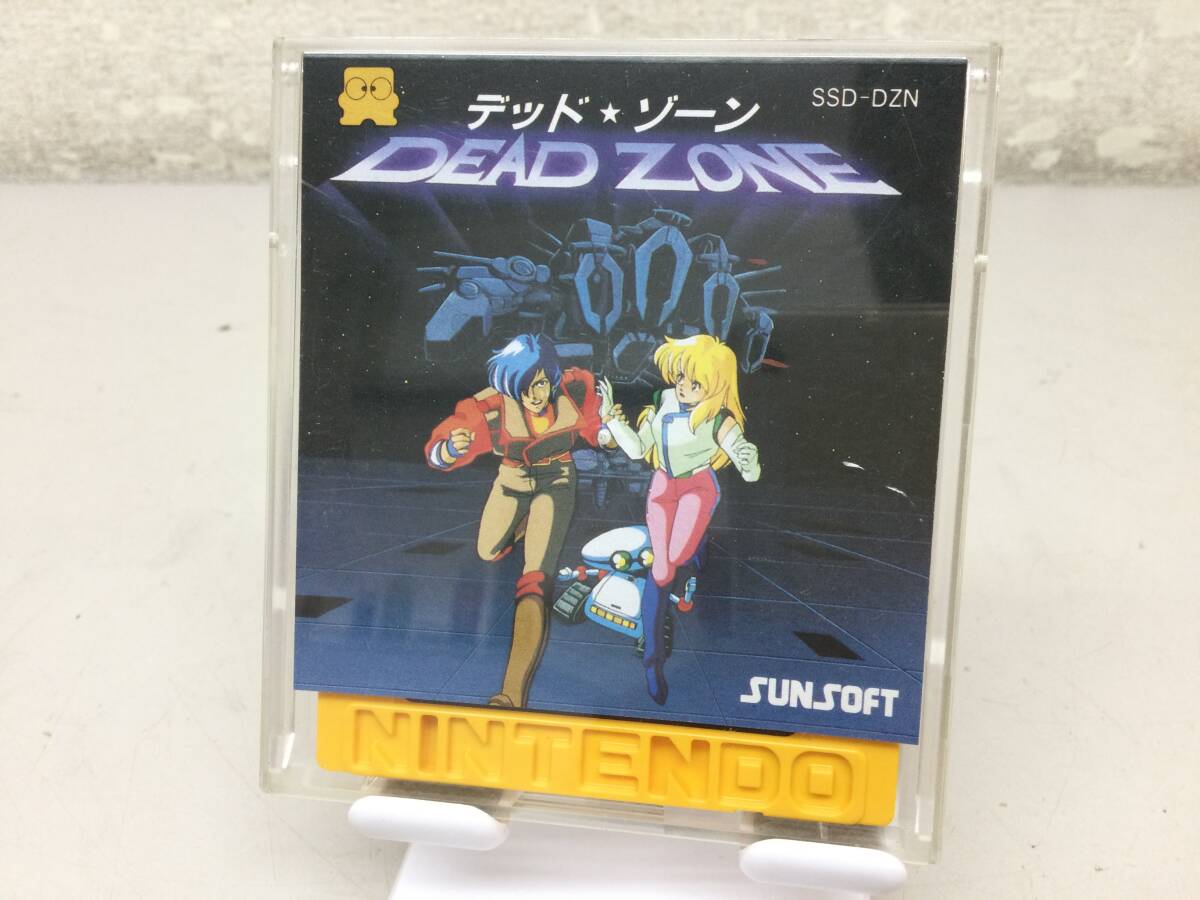 デッド★ゾーン
SSD-DZN
DEAD ZONE
SUNSOFT
NINTENDO